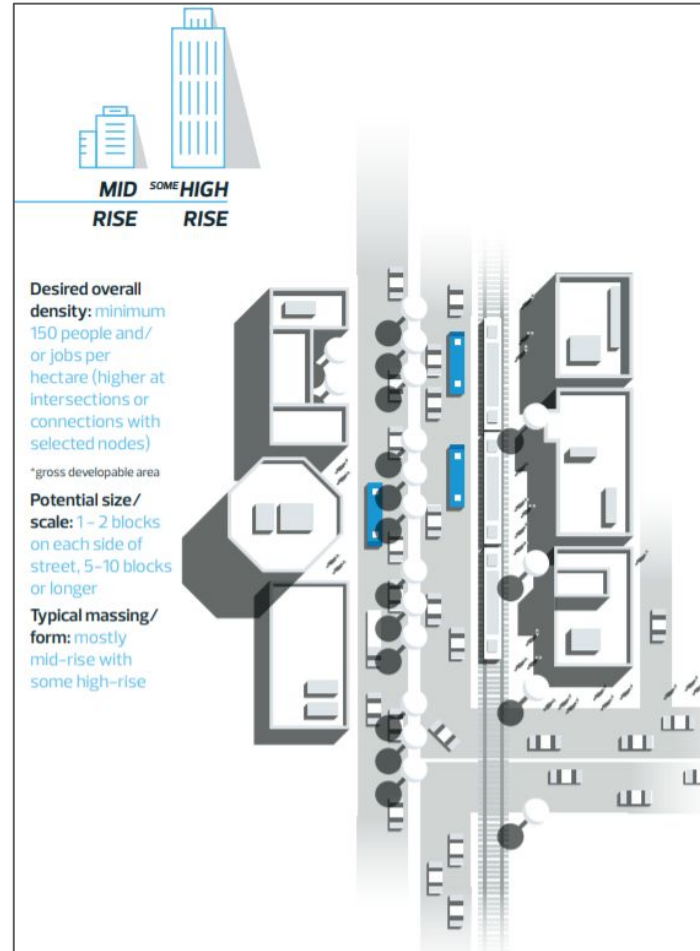 MID SOME HIGH
RISE RISE
Desired overall
density: minimum
150 people and/
or jobs per
hectare (higher at
intersections or
connections with
selected nodes)
*gross developable area
Potential size/
scale: 1 - 2 blocks
on each side of
street, 5-10 blocks
or longer
Typical massing/
form: mostly
mid-rise with
some high-rise